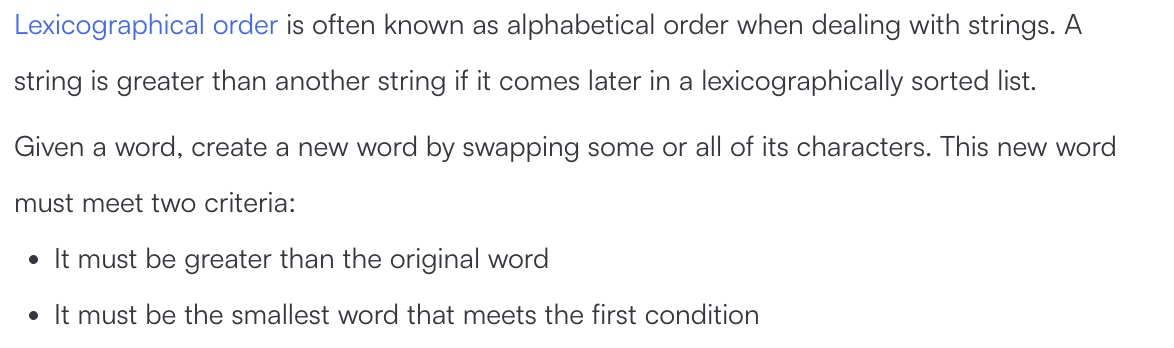 Lexicographical order is often known as alphabetical order when dealing with strings. A
string is greater than another string if it comes later in a lexicographically sorted list.
Given a word, create a new word by swapping some or all of its characters. This new word
must meet two criteria:
• It must be greater than the original word
• It must be the smallest word that meets the first condition